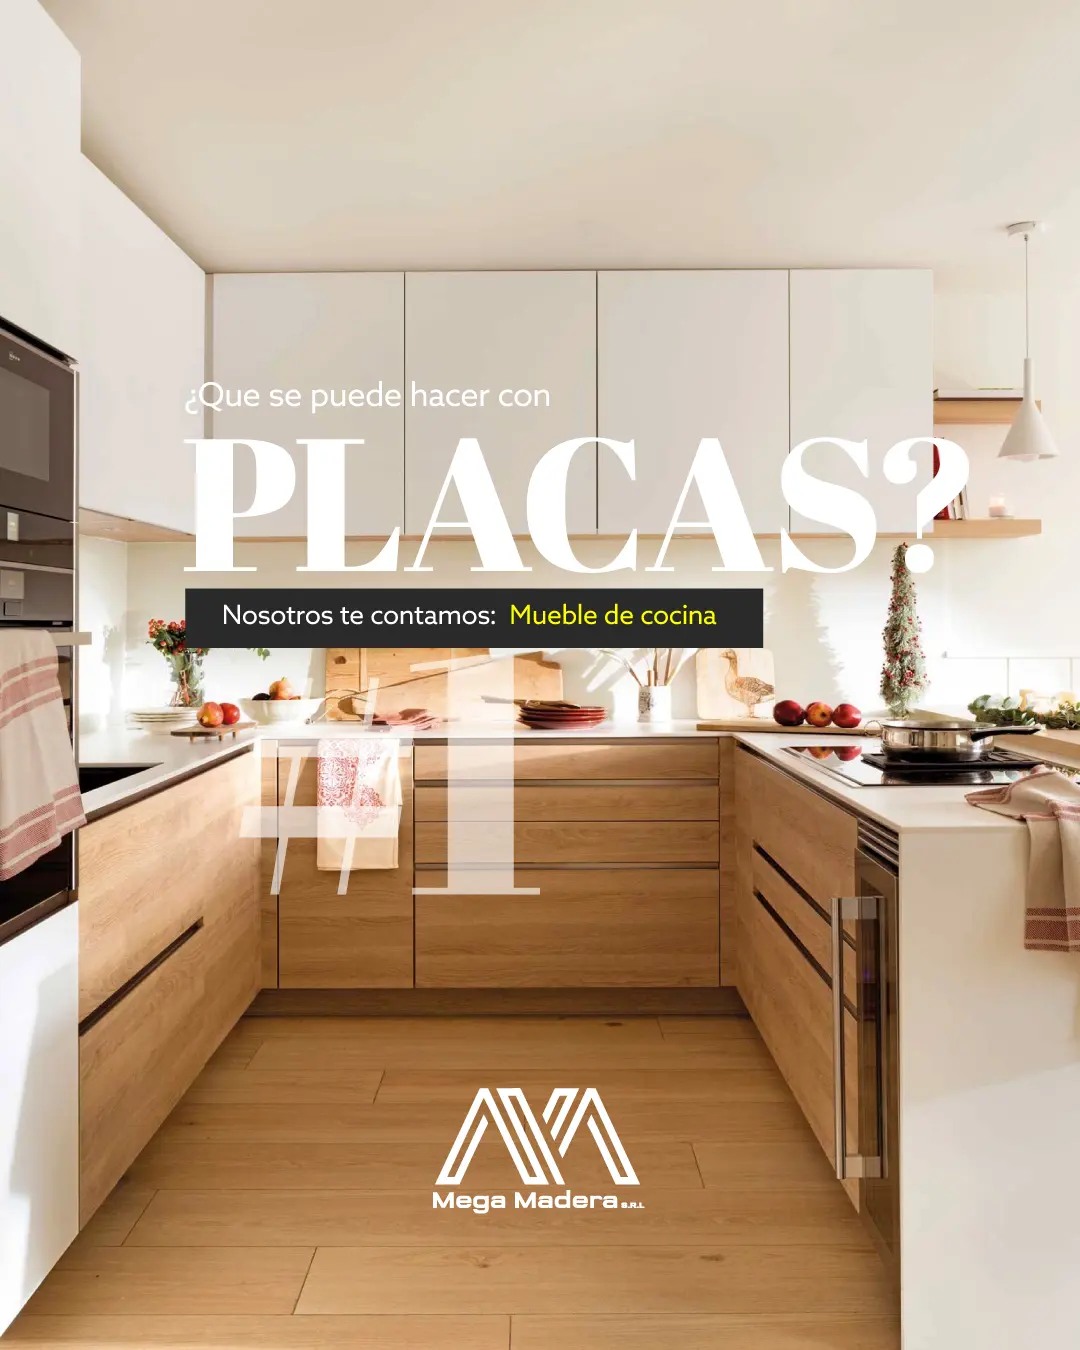 ¿Que se puede hacer con
PLACAS?
Nosotros te contamos: Mueble de cocina
#1
Mega Madera S.R.L